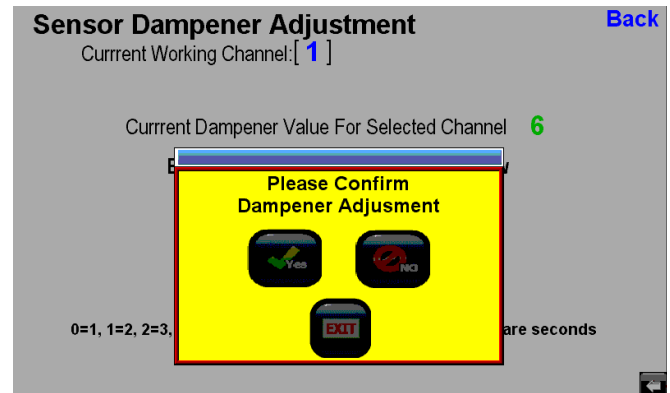 Sensor Dampener Adjustment
Back
Currrent Working Channel:[ 1 ]
Currrent Dampener Value For Selected Channel 6
Please Confirm
Dampener Adjusment
Yes
NO
EXIT
0=1, 1=2, 2=3, are seconds